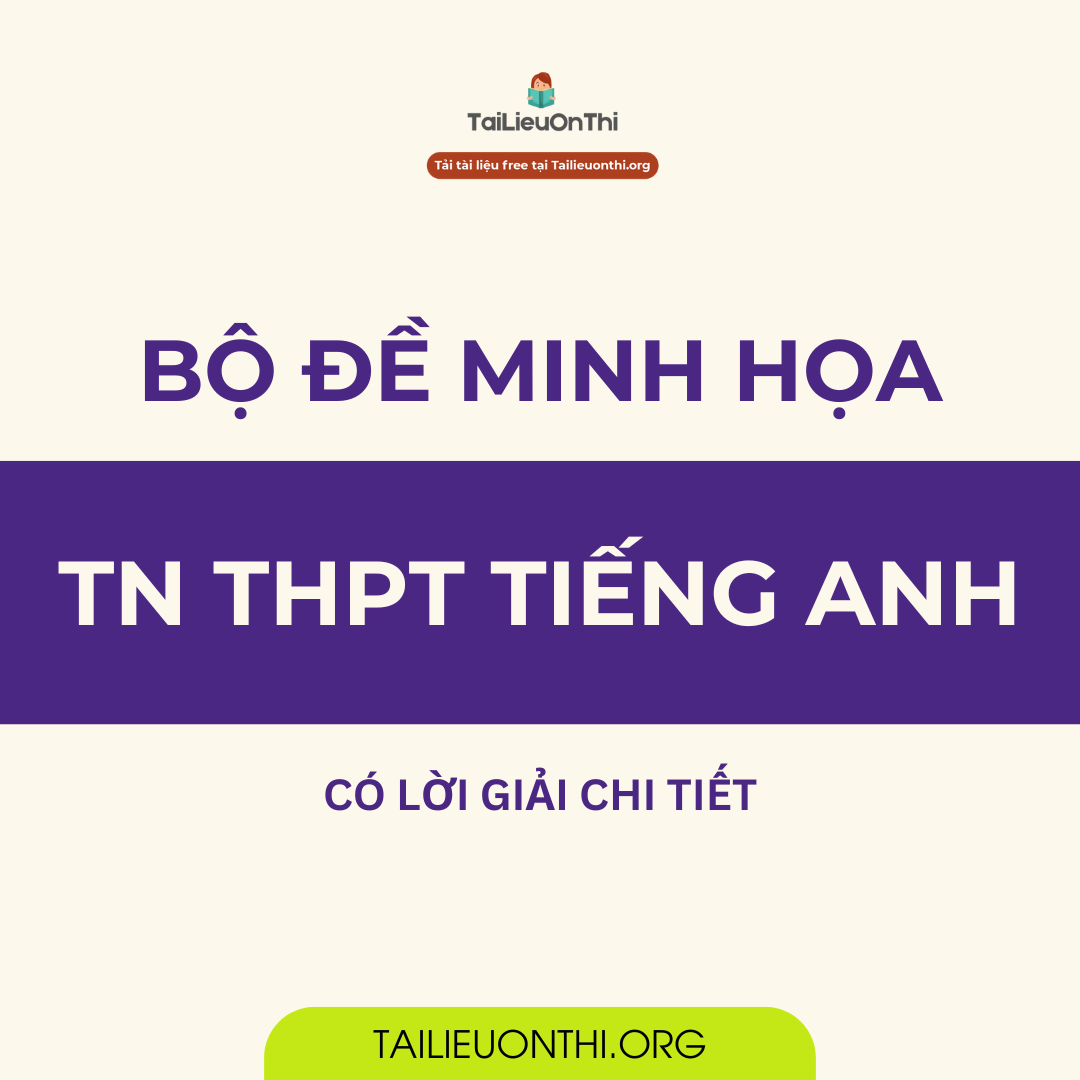 TaiLieuOnThi
Tải tài liệu free tại Tailieuonthi.org
BỘ ĐỀ MINH HỌA
TN THPT TIẾNG ANH
CÓ LỜI GIẢI CHI TIẾT
TAILIEUONTHI.ORG